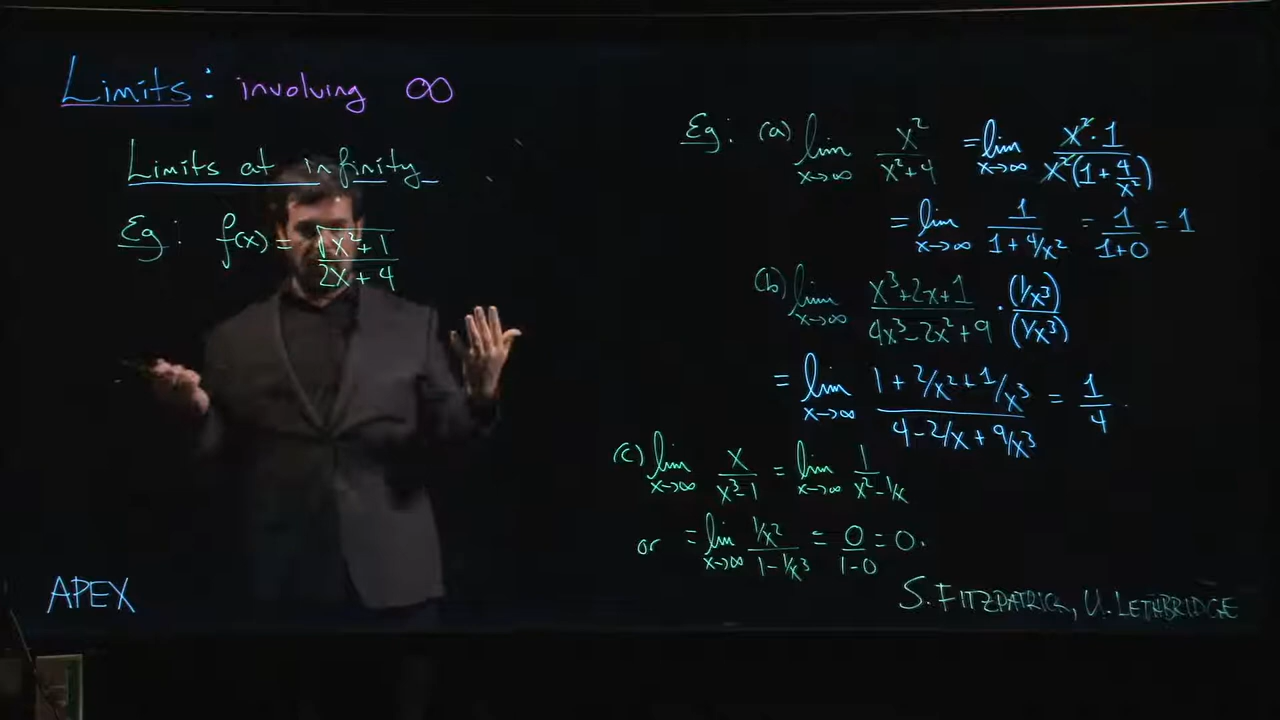 Limits: involving ∞
Limits at infinity
Eg: f(x) = √(x²+1) / (2x+4)
Eg: (a) lim x→∞ x²/(x²+4) = lim x→∞ (x²·1)/(x²(1+4/x²))
= lim x→∞ 1/(1+4/x²) = 1/(1+0) = 1
(b) lim x→∞ (x³+2x+1)/(4x³-2x²+9) · (1/x³)/(1/x³)
= lim x→∞ (1+2/x²+1/x³)/(4-2/x+9/x³) = 1/4.
(c) lim x→∞ x/(x³-1) = lim x→∞ 1/(x²-1/x)
or = lim x→∞ (1/x²)/(1-1/x³) = 0/(1-0) = 0.
APEX
S. FITZPATRICK, U. LETHBRIDGE